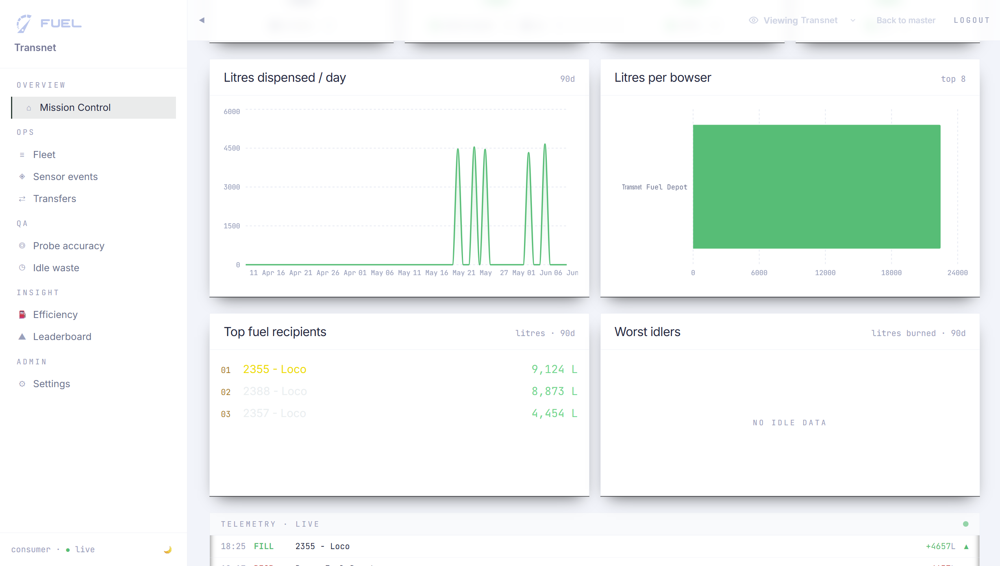 FUEL
Transnet
◀
Viewing Transnet
Back to master
LOGOUT
OVERVIEW
Mission Control
OPS
Fleet
Sensor events
Transfers
QA
Probe accuracy
Idle waste
INSIGHT
Efficiency
Leaderboard
ADMIN
Settings
consumer · ● live
Litres dispensed / day
90d
6000
4500
3000
1500
0
11 Apr 16 Apr 21 Apr 26 Apr 01 May 06 May 11 May 16 May 21 May 27 May 01 Jun 06 Jun
Litres per bowser
top 8
Transnet Fuel Depot
0 6000 12000 18000 24000
Top fuel recipients
litres · 90d
01 2355 - Loco 9,124 L
02 2388 - Loco 8,873 L
03 2357 - Loco 4,454 L
Worst idlers
litres burned · 90d
NO IDLE DATA
TELEMETRY · LIVE
18:25 FILL 2355 - Loco +4657L ▲